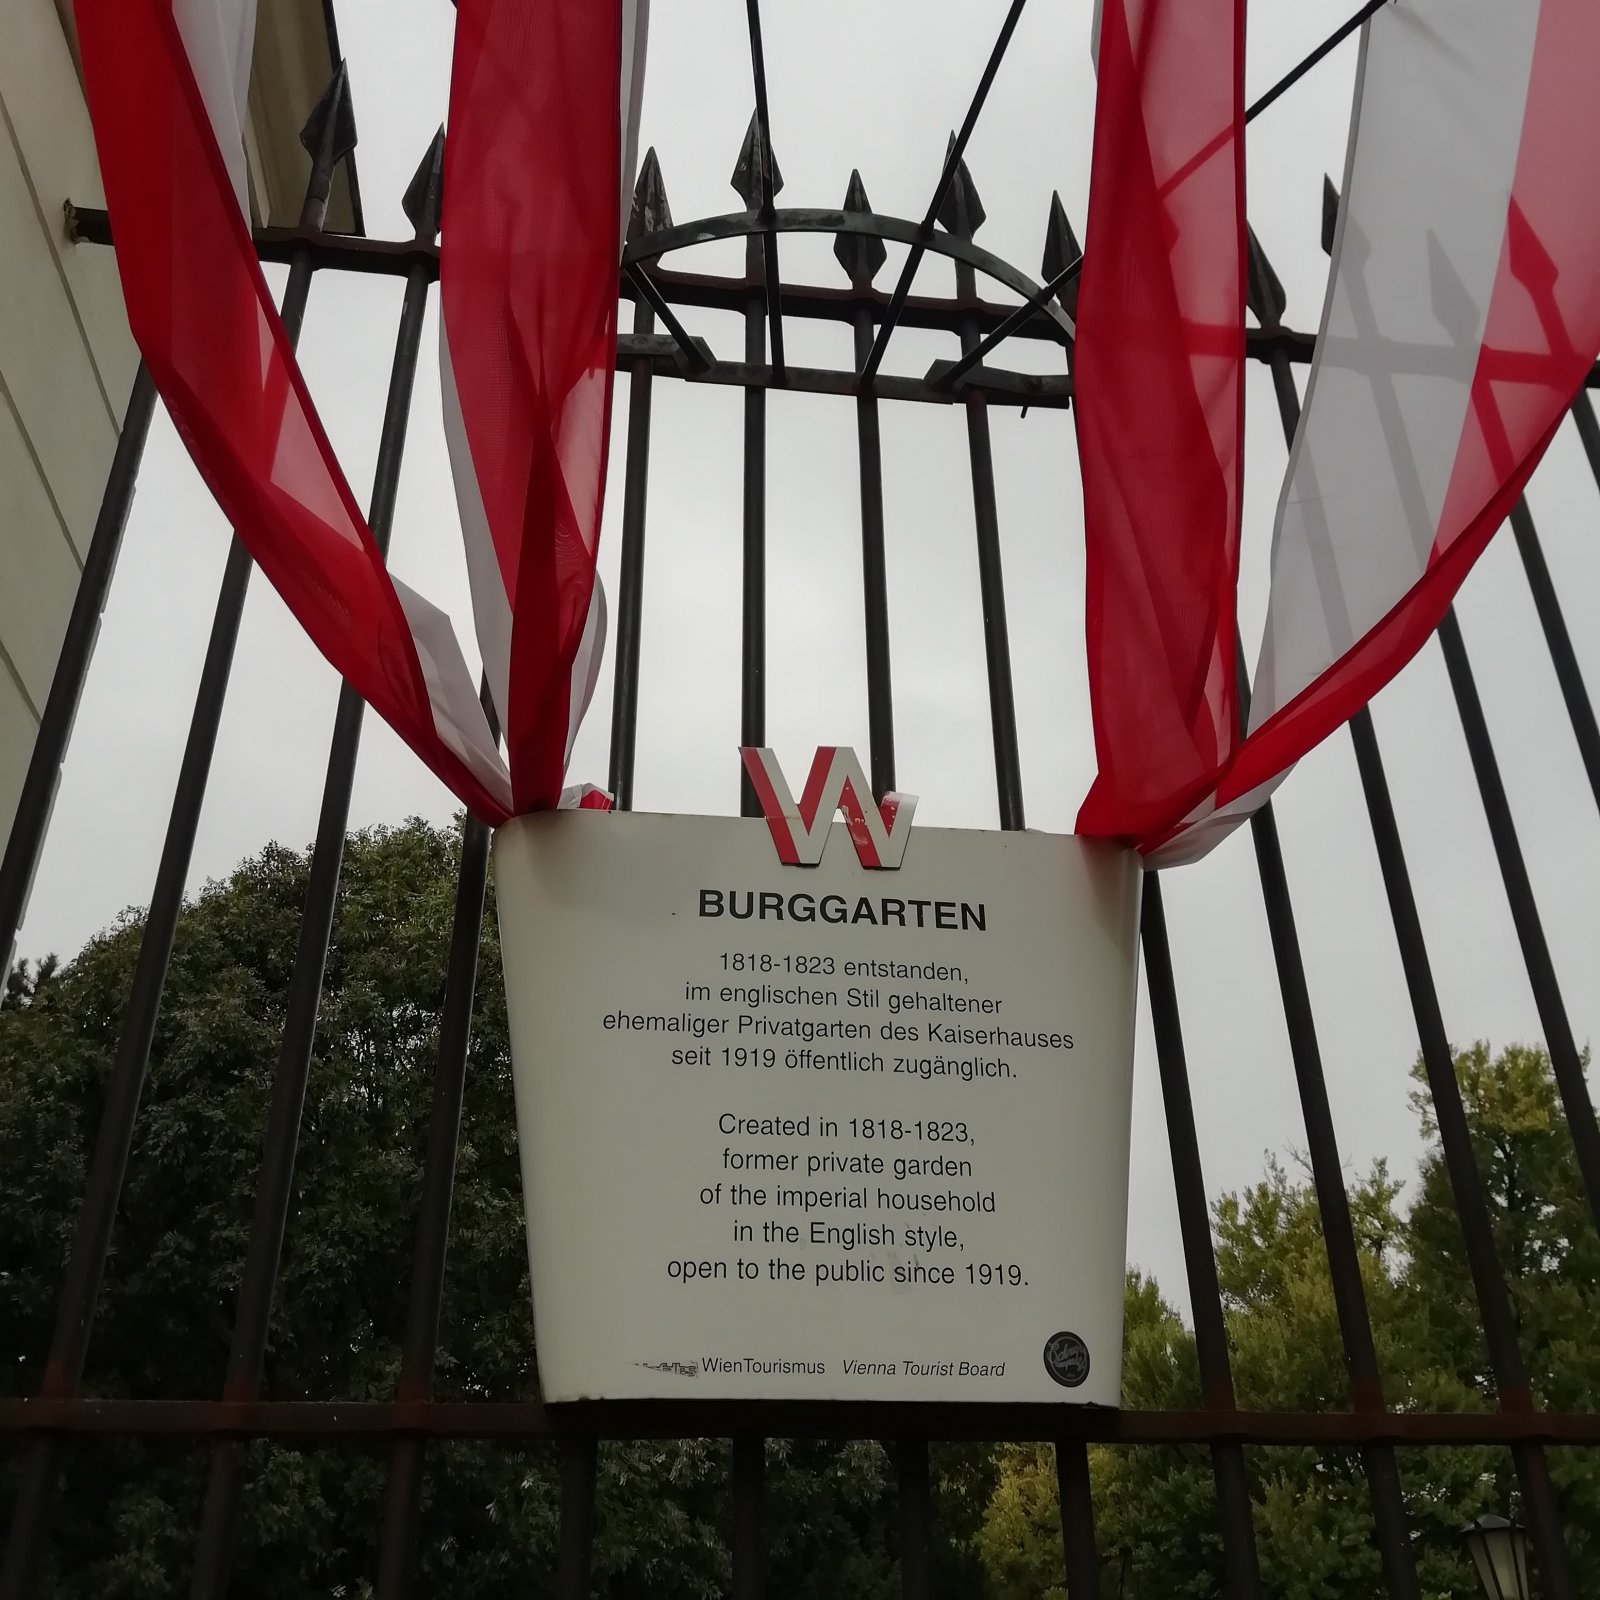 W
BURGGARTEN
1818-1823 entstanden,
im englischen Stil gehaltener
ehemaliger Privatgarten des Kaiserhauses
seit 1919 öffentlich zugänglich.
Created in 1818-1823,
former private garden
of the imperial household
in the English style,
open to the public since 1919.
WienTourismus Vienna Tourist Board